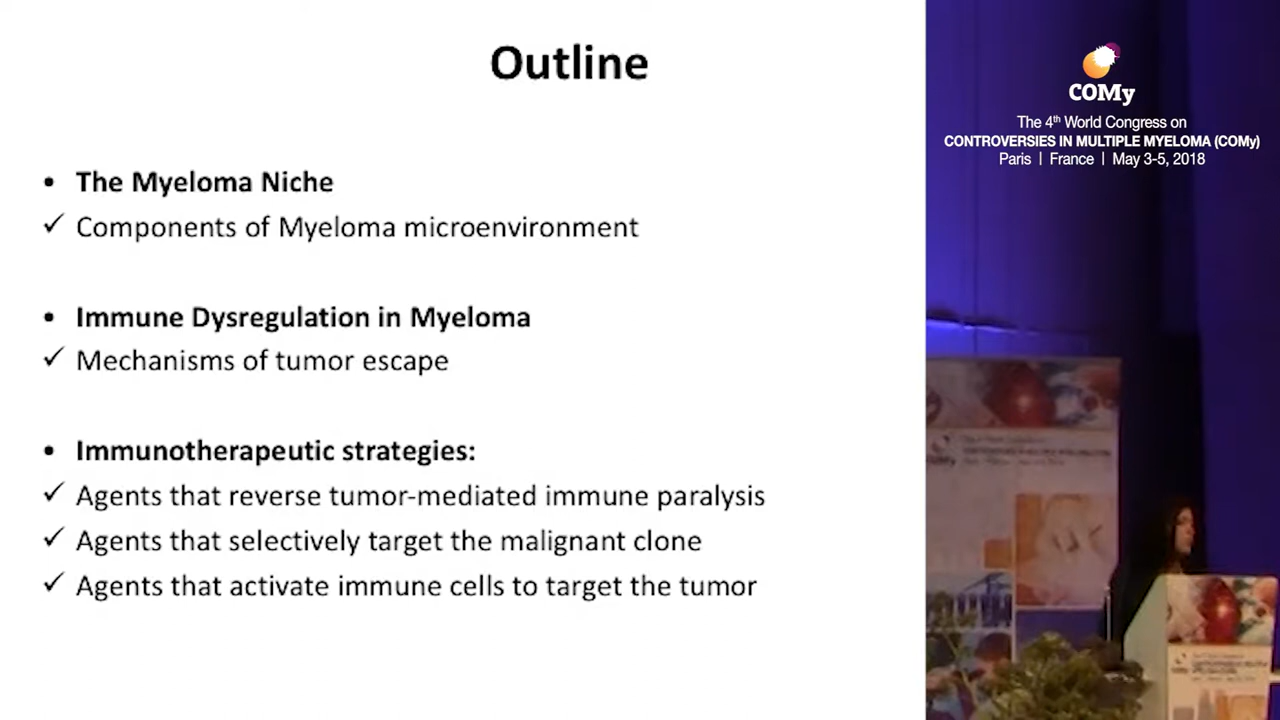 Outline
• The Myeloma Niche
✓ Components of Myeloma microenvironment
• Immune Dysregulation in Myeloma
✓ Mechanisms of tumor escape
• Immunotherapeutic strategies:
✓ Agents that reverse tumor-mediated immune paralysis
✓ Agents that selectively target the malignant clone
✓ Agents that activate immune cells to target the tumor
COMy
The 4th World Congress on
CONTROVERSIES IN MULTIPLE MYELOMA (COMy)
Paris | France | May 3-5, 2018